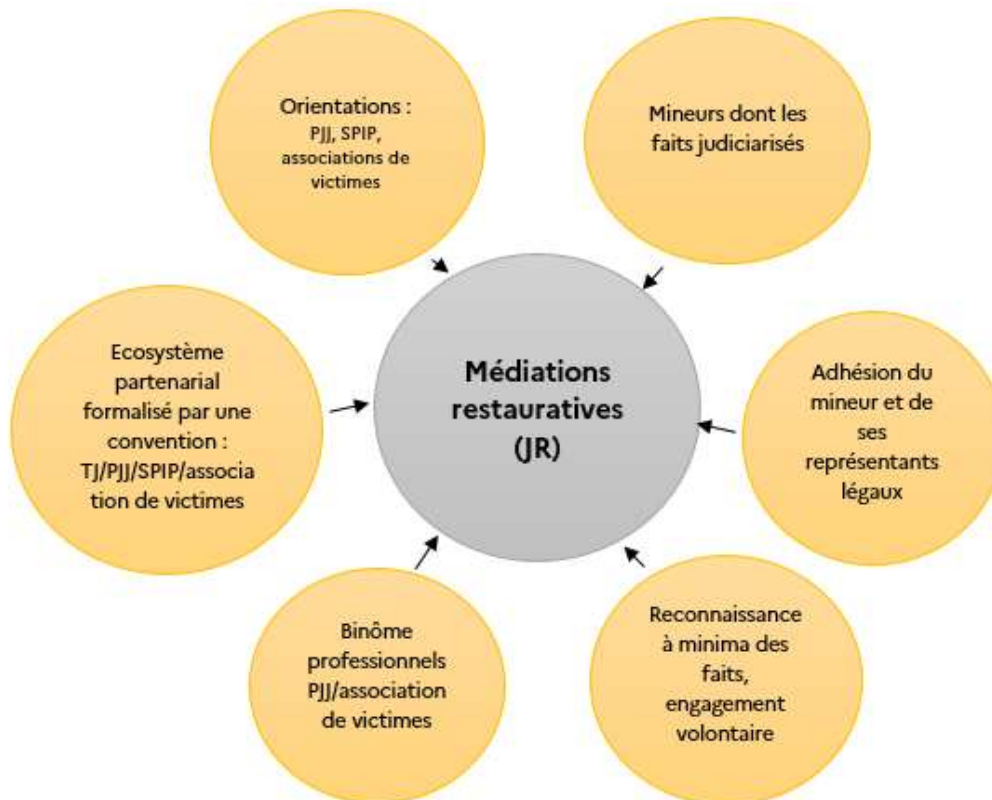 Orientations :
PJJ, SPIP,
associations de
victimes
Mineurs dont les
faits judiciarisés
Ecosystème
partenarial
formalisé par une
convention :
TJ/PJJ/SPIP/associa
tion de victimes
Médiations
restauratives
(JR)
Adhésion du
mineur et de
ses
représentants
légaux
Binôme
professionnels
PJJ/association
de victimes
Reconnaissance
à minima des
faits,
engagement
volontaire